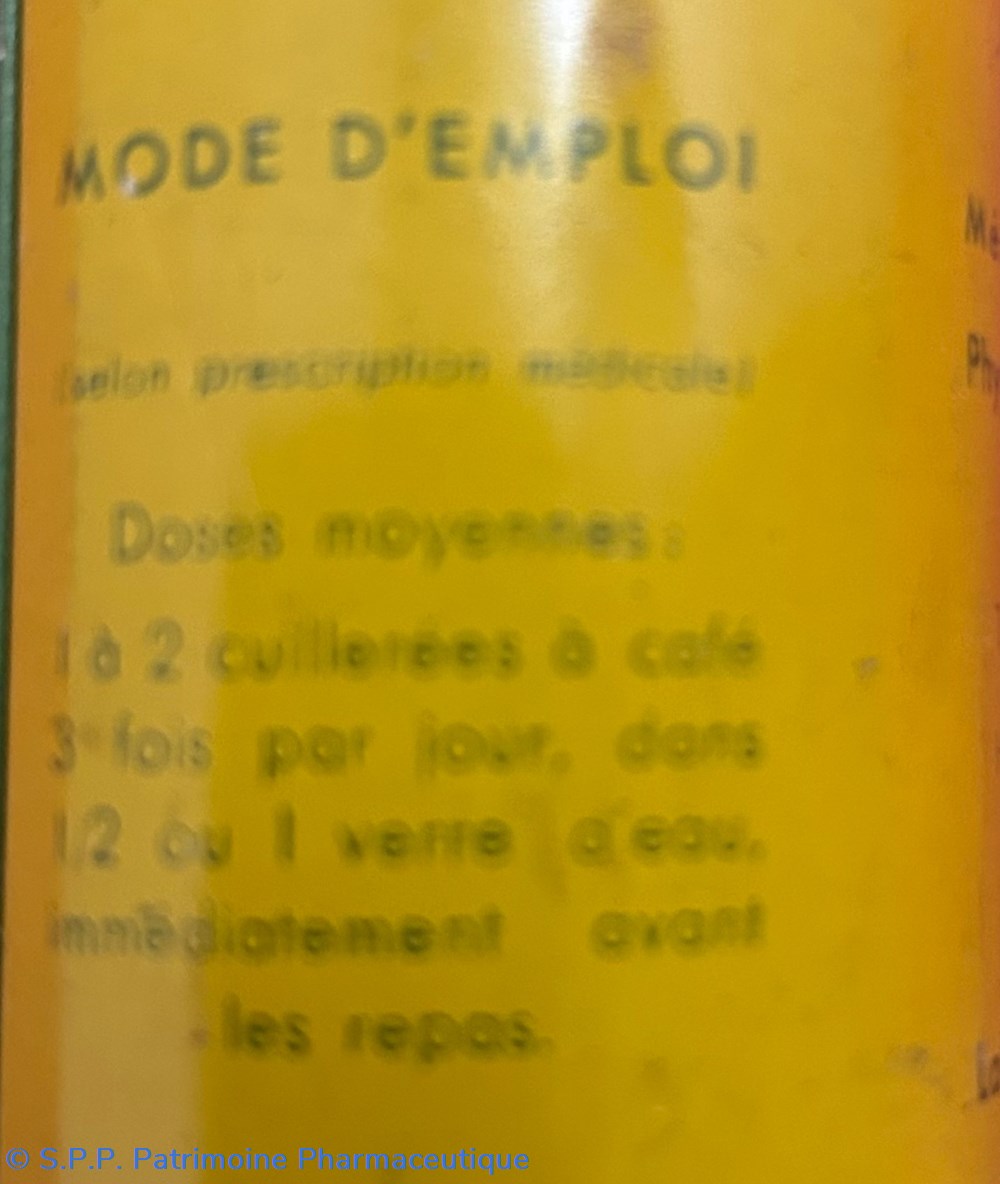 MODE D'EMPLOI
(selon prescription médicale)
Doses moyennes :
1 à 2 cuillerées à café
3 fois par jour, dans
1/2 ou 1 verre d'eau,
immédiatement avant
les repas.
© S.P.P. Patrimoine Pharmaceutique